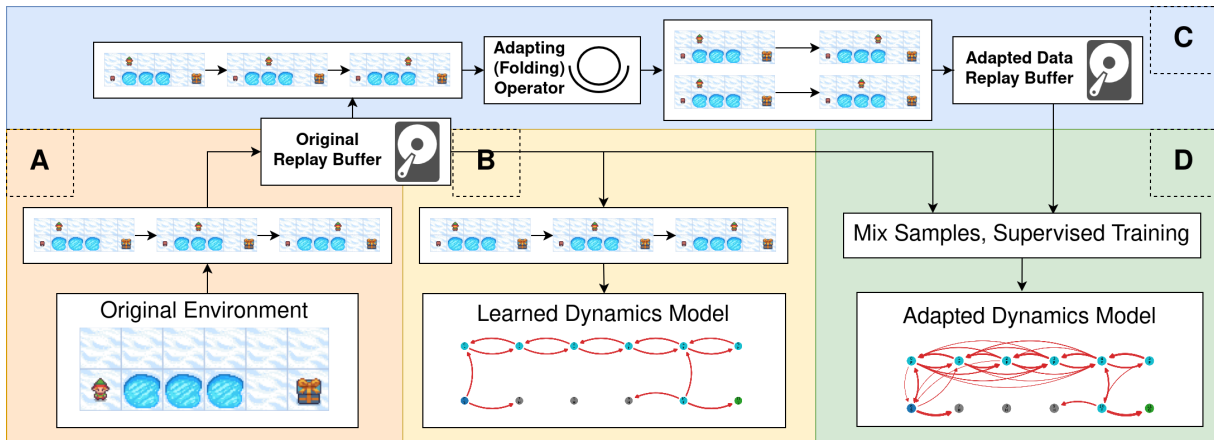 C
Adapting
(Folding)
Operator
Adapted Data
Replay Buffer
A
Original
Replay Buffer
B
D
Mix Samples, Supervised Training
Original Environment
Learned Dynamics Model
Adapted Dynamics Model